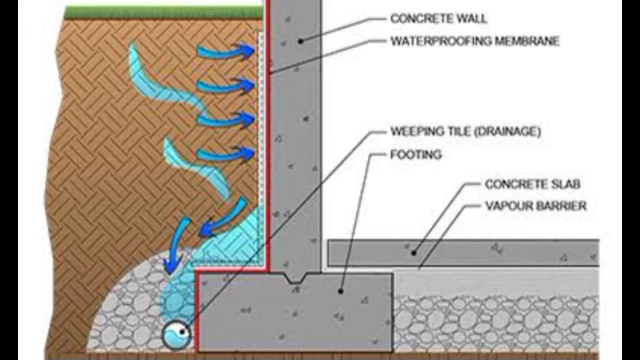 CONCRETE WALL
WATERPROOFING MEMBRANE
WEEPING TILE (DRAINAGE)
FOOTING
CONCRETE SLAB
VAPOUR BARRIER